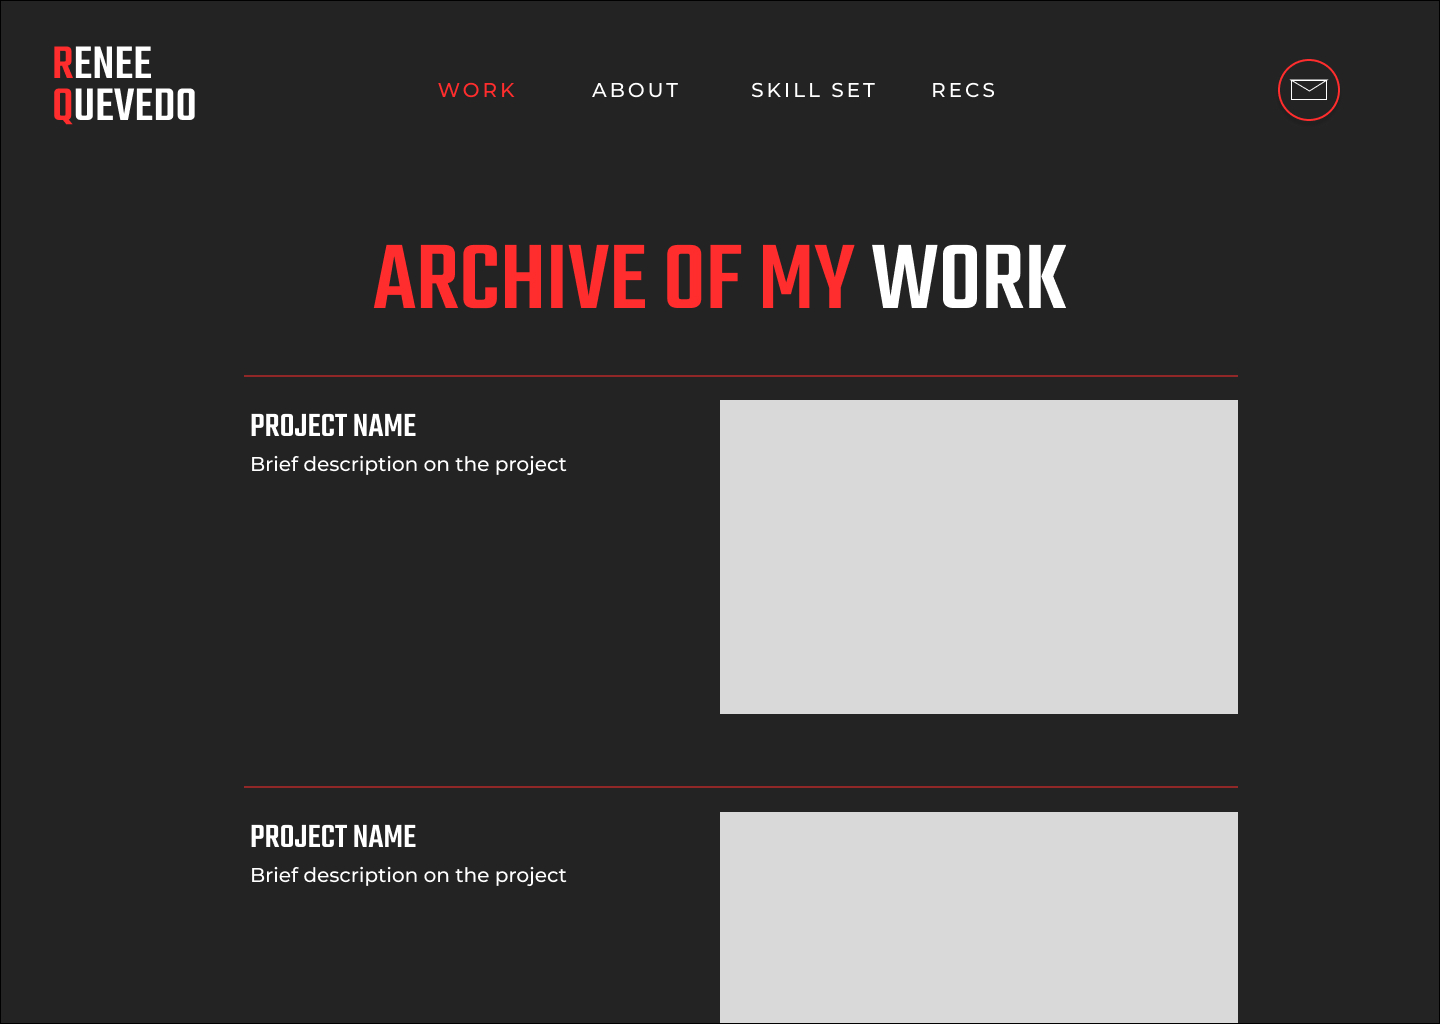 RENEE
QUEVEDO
WORK ABOUT SKILL SET RECS
ARCHIVE OF MY WORK
PROJECT NAME
Brief description on the project
PROJECT NAME
Brief description on the project